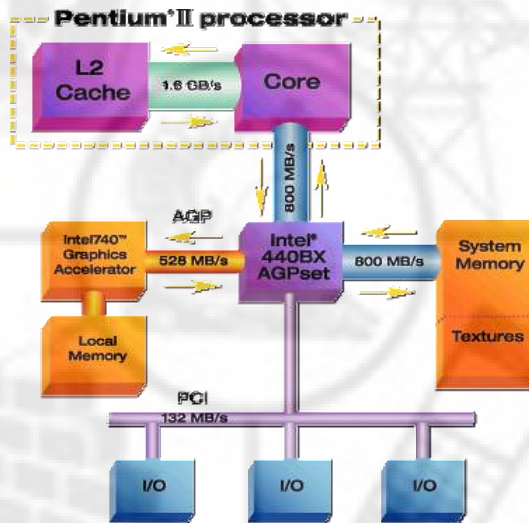 Pentium® II processor
L2
Cache
1.6 GB/s
Core
800 MB/s
AGP
Intel740™
Graphics
Accelerator
528 MB/s
Intel®
440BX
AGPset
800 MB/s
System
Memory
Textures
Local
Memory
PCI
132 MB/s
I/O
I/O
I/O